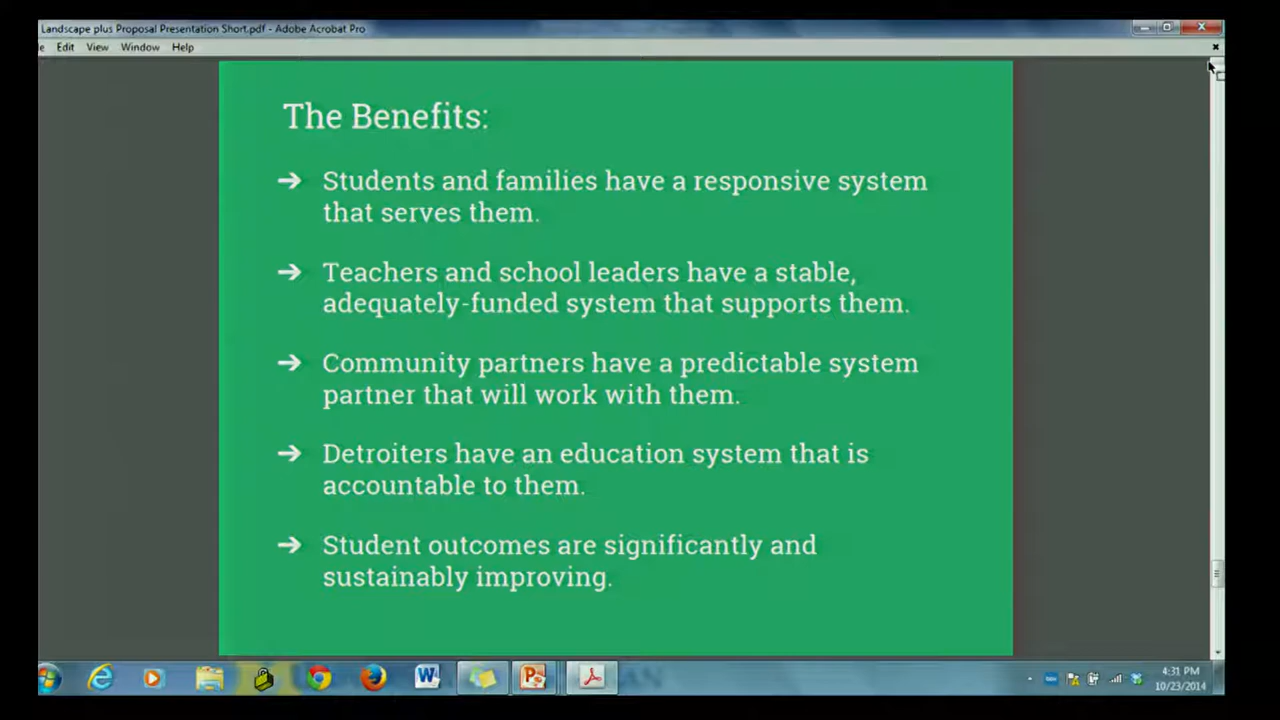 Landscape plus Proposal Presentation Short.pdf - Adobe Acrobat Pro
Edit View Window Help
The Benefits:
➔ Students and families have a responsive system
that serves them.
➔ Teachers and school leaders have a stable,
adequately-funded system that supports them.
➔ Community partners have a predictable system
partner that will work with them.
➔ Detroiters have an education system that is
accountable to them.
➔ Student outcomes are significantly and
sustainably improving.
4:31 PM
10/23/2014